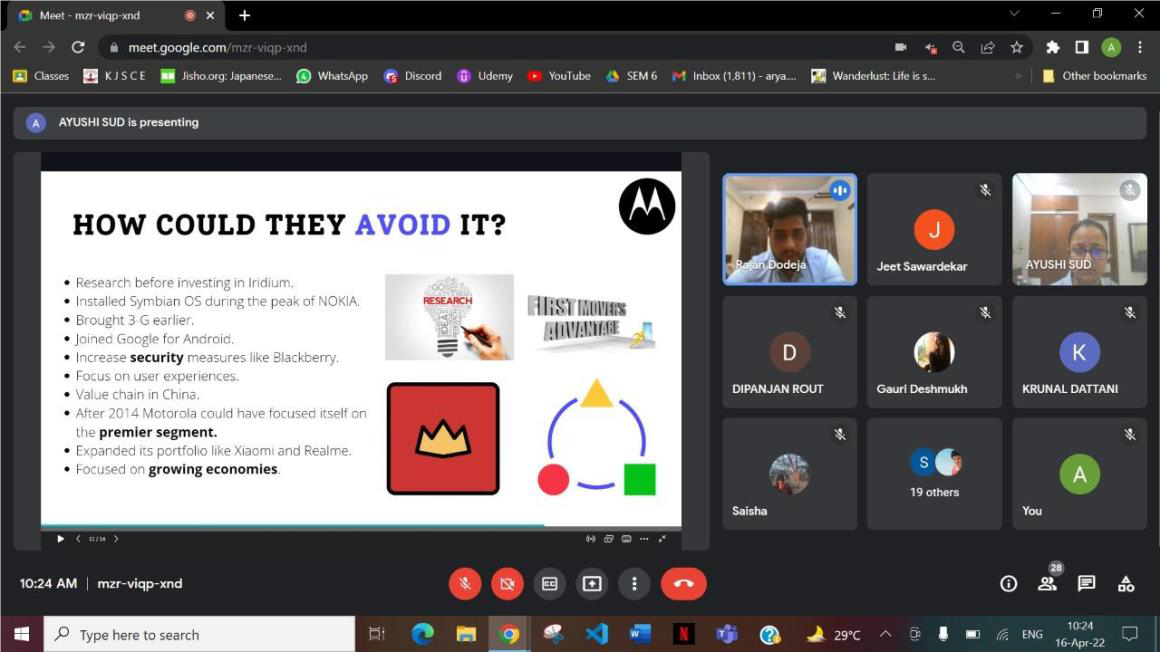 Meet - mzr-viqp-xnd
meet.google.com/mzr-viqp-xnd
A
Classes
K J S C E
Jisho.org: Japanese...
WhatsApp
Discord
Udemy
YouTube
SEM 6
Inbox (1,811) - arya....
Wanderlust: Life is s...
»
Other bookmarks
A
AYUSHI SUD is presenting
HOW COULD THEY AVOID IT?
• Research before investing in Iridium.
• Installed Symbian OS during the peak of NOKIA.
• Brought 3-G earlier.
• Joined Google for Android.
• Increase security measures like Blackberry.
• Focus on user experiences.
• Value chain in China.
• After 2014 Motorola could have focused itself on
the premier segment.
• Expanded its portfolio like Xiaomi and Realme.
• Focused on growing economies.
GO
RESEARCH
IDEA
FIRST MOVER'S
ADVANTARE
11/14
Rajan Dodeja
J
Jeet Sawardekar
AYUSHI SUD
D
DIPANJAN ROUT
Gauri Deshmukh
K
KRUNAL DATTANI
Saisha
S
19 others
A
You
10:24 AM | mzr-viqp-xnd
CC
28
Type here to search
29°C
ENG
10:24
16-Apr-22